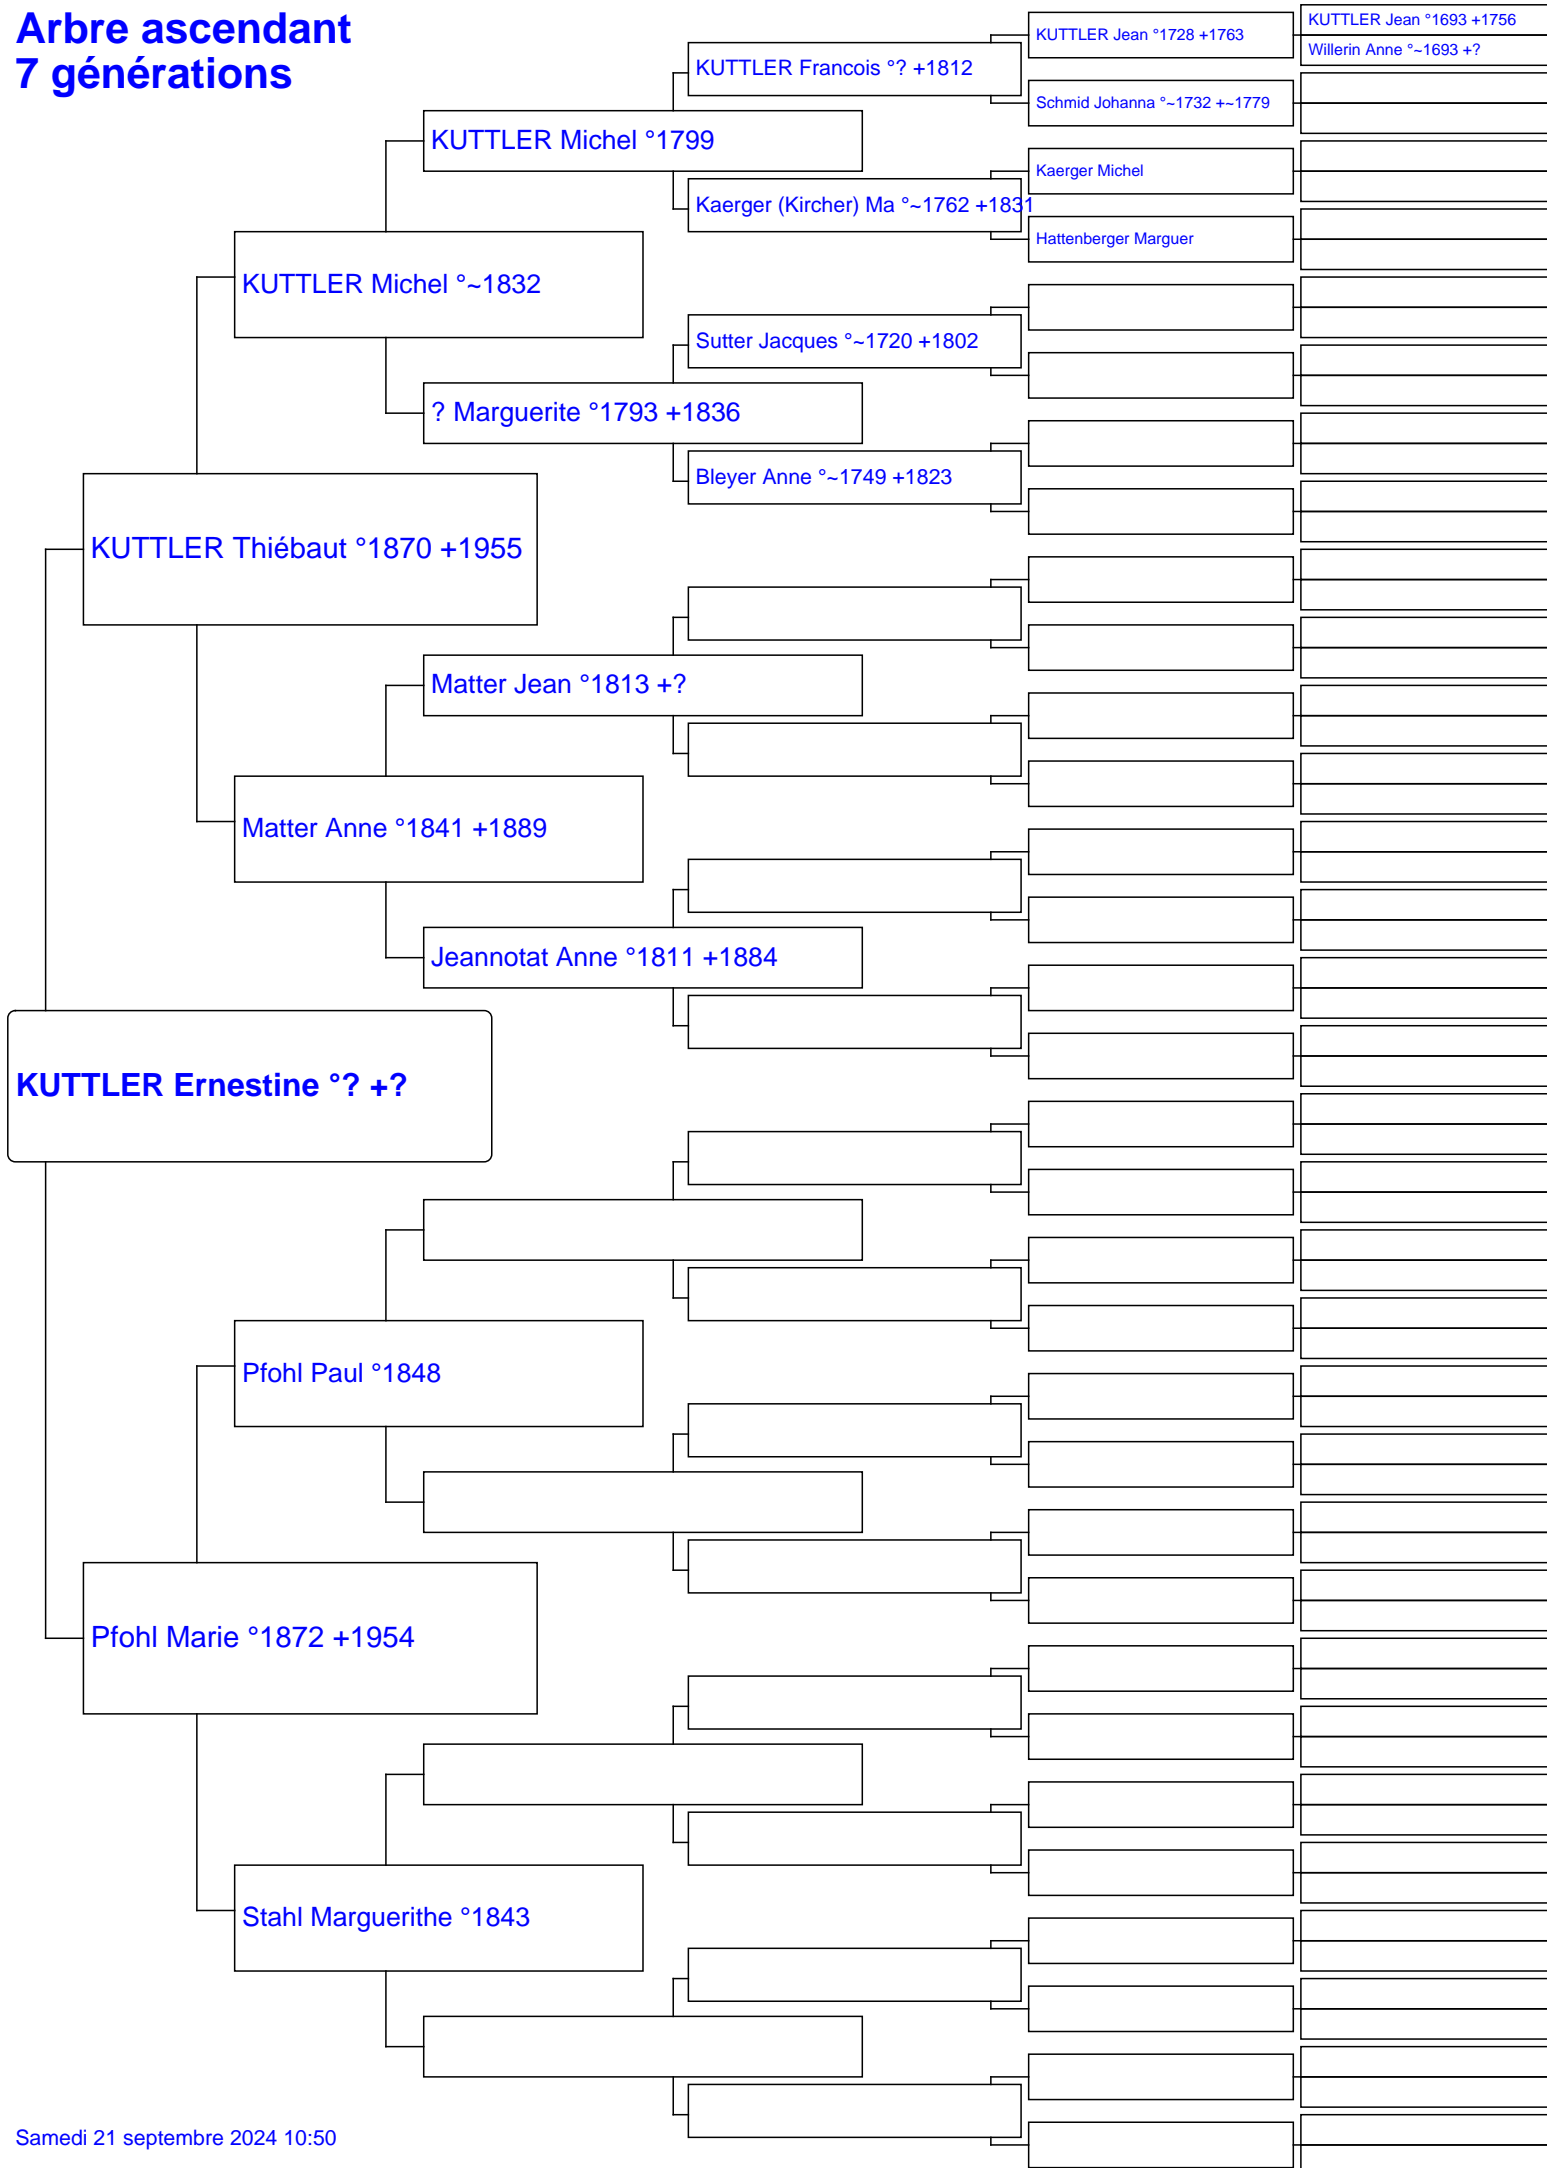 Arbre ascendant
7 générations
KUTTLER Jean °1693 +1756
Willerin Anne °~1693 +?
KUTTLER Jean °1728 +1763
Schmid Johanna °~1732 +~1779
KUTTLER Francois °? +1812
KUTTLER Michel °1799
Kaerger Michel
Kaerger (Kircher) Ma °~1762 +1831
Hattenberger Marguer
KUTTLER Michel °~1832
Sutter Jacques °~1720 +1802
? Marguerite °1793 +1836
Bleyer Anne °~1749 +1823
KUTTLER Thiébaut °1870 +1955
Matter Jean °1813 +?
Matter Anne °1841 +1889
Jeannotat Anne °1811 +1884
KUTTLER Ernestine °? +?
Pfohl Paul °1848
Pfohl Marie °1872 +1954
Stahl Marguerithe °1843
Samedi 21 septembre 2024 10:50